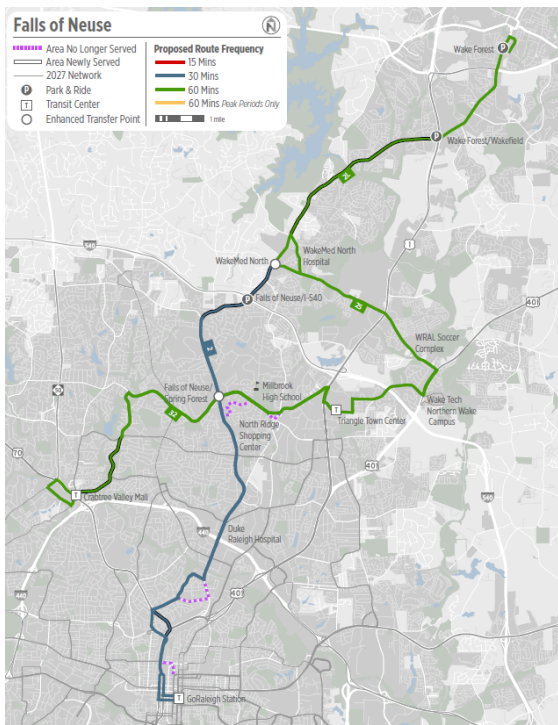 Falls of Neuse
N
Area No Longer Served
Area Newly Served
2027 Network
P Park & Ride
T Transit Center
Enhanced Transfer Point
Proposed Route Frequency
15 Mins
30 Mins
60 Mins
60 Mins Peak Periods Only
1 mile
Wake Forest
P
P
Wake Forest/Wakefield
1
540
WakeMed North
WakeMed North
Hospital
P
Falls of Neuse/I-540
2
25
WRAL Soccer
Complex
50
Falls of Neuse/
Spring Forest
Millbrook
High School
32
T
Triangle Town Center
Wake Tech
Northern Wake
Campus
North Ridge
Shopping
Center
401
70
T
Crabtree Valley Mall
540
Duke
Raleigh Hospital
440
401
T
GoRaleigh Station